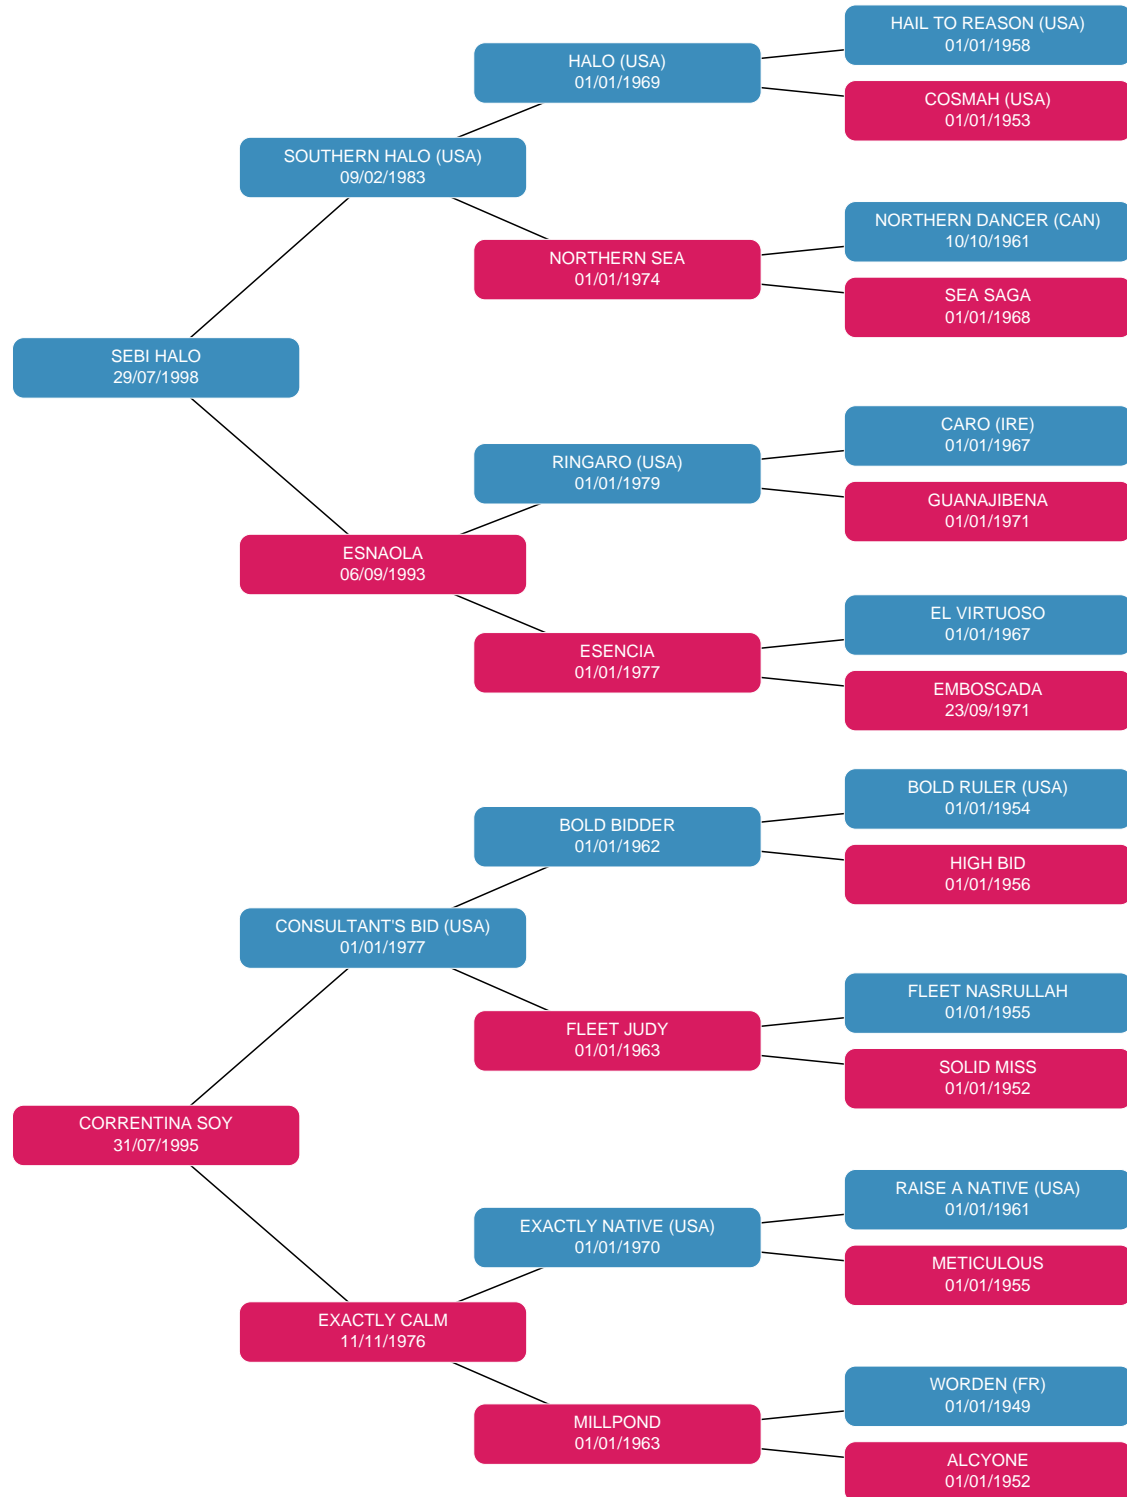 HAIL TO REASON (USA)
01/01/1958
HALO (USA)
01/01/1969
COSMAH (USA)
01/01/1953
SOUTHERN HALO (USA)
09/02/1983
NORTHERN DANCER (CAN)
10/10/1961
NORTHERN SEA
01/01/1974
SEA SAGA
01/01/1968
SEBI HALO
29/07/1998
CARO (IRE)
01/01/1967
RINGARO (USA)
01/01/1979
GUANAJIBENA
01/01/1971
ESNAOLA
06/09/1993
EL VIRTUOSO
01/01/1967
ESENCIA
01/01/1977
EMBOSCADA
23/09/1971
BOLD RULER (USA)
01/01/1954
BOLD BIDDER
01/01/1962
HIGH BID
01/01/1956
CONSULTANT'S BID (USA)
01/01/1977
FLEET NASRULLAH
01/01/1955
FLEET JUDY
01/01/1963
SOLID MISS
01/01/1952
CORRENTINA SOY
31/07/1995
RAISE A NATIVE (USA)
01/01/1961
EXACTLY NATIVE (USA)
01/01/1970
METICULOUS
01/01/1955
EXACTLY CALM
11/11/1976
WORDEN (FR)
01/01/1949
MILLPOND
01/01/1963
ALCYONE
01/01/1952